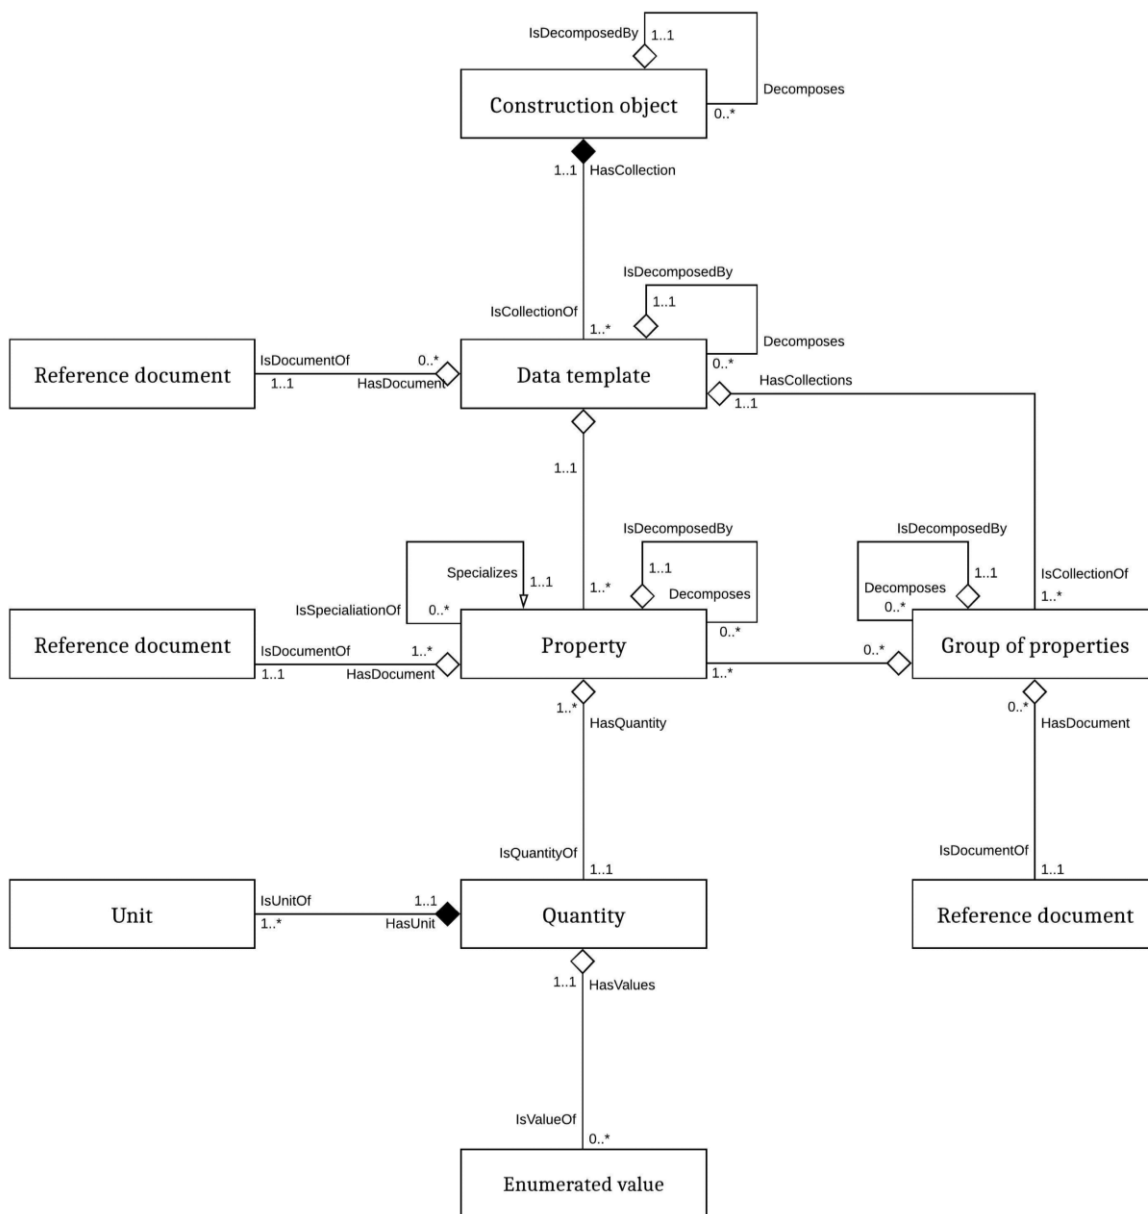 IsDecomposedBy
1..1
Construction object
Decomposes
0..*
1..1
HasCollection
IsDecomposedBy
1..1
IsCollectionOf
1..*
Decomposes
0..*
Reference document
IsDocumentOf
1..1
0..*
HasDocument
Data template
HasCollections
1..1
1..1
IsDecomposedBy
IsDecomposedBy
Specializes
1..1
1..1
1..1
IsCollectionOf
1..*
Decomposes
Decomposes
IsSpecialiationOf
0..*
1..*
0..*
0..*
Reference document
IsDocumentOf
1..1
1..*
HasDocument
Property
1..*
0..*
Group of properties
1..*
HasQuantity
0..*
HasDocument
IsQuantityOf
1..1
IsDocumentOf
1..1
Unit
IsUnitOf
1..*
1..1
HasUnit
Quantity
Reference document
1..1
HasValues
IsValueOf
0..*
Enumerated value